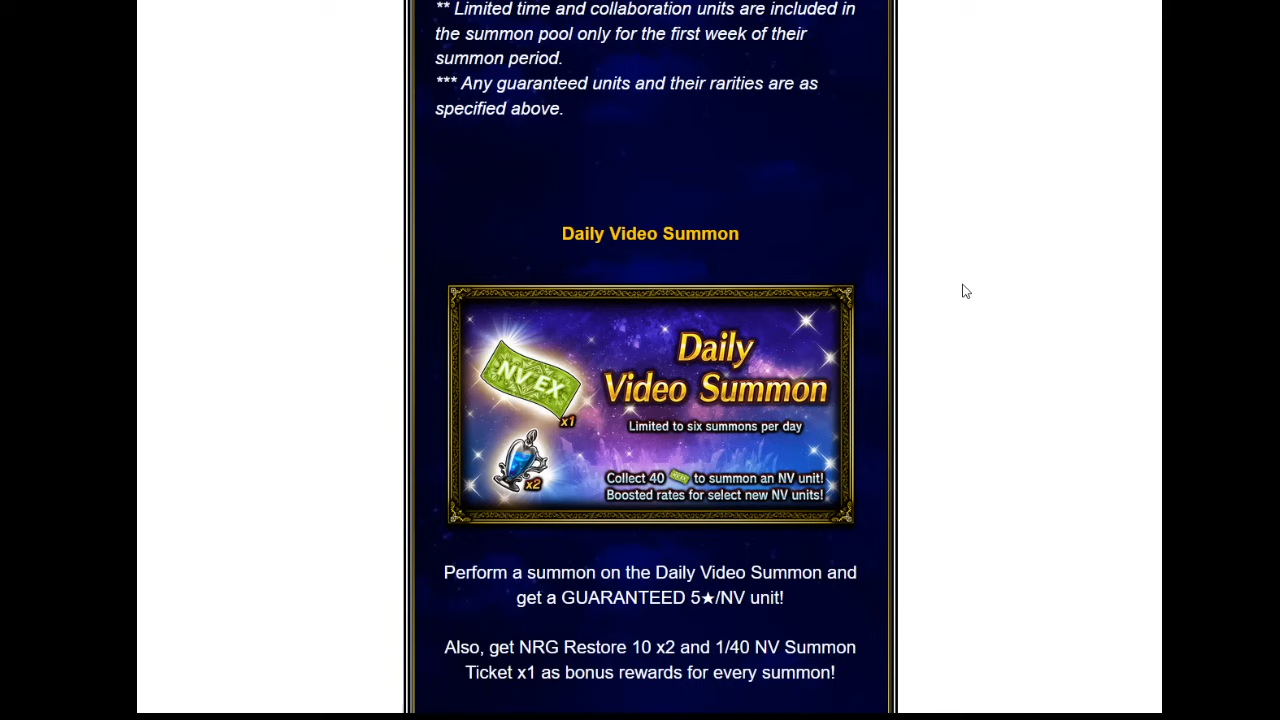 ** Limited time and collaboration units are included in
the summon pool only for the first week of their
summon period.
*** Any guaranteed units and their rarities are as
specified above.
Daily Video Summon
NV EX
x1
x2
Daily
Video Summon
Limited to six summons per day
Collect 40 to summon an NV unit!
Boosted rates for select new NV units!
Perform a summon on the Daily Video Summon and
get a GUARANTEED 5★/NV unit!
Also, get NRG Restore 10 x2 and 1/40 NV Summon
Ticket x1 as bonus rewards for every summon!